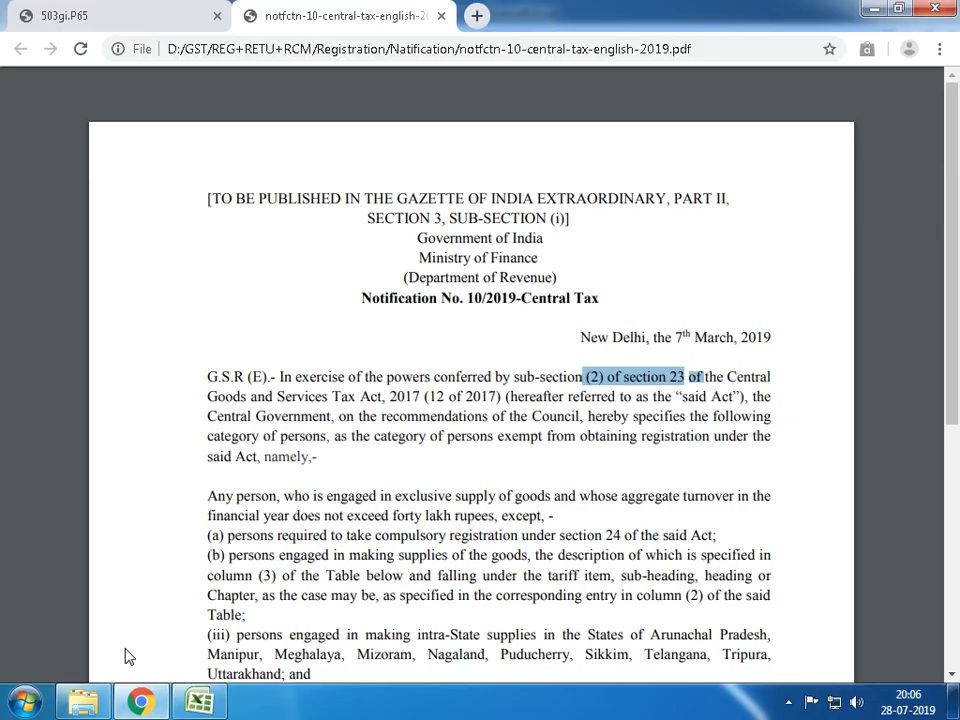 503gi.P65
notfctn-10-central-tax-english-20
File D:/GST/REG+RETU+RCM/Registration/Natification/notfctn-10-central-tax-english-2019.pdf
[TO BE PUBLISHED IN THE GAZETTE OF INDIA EXTRAORDINARY, PART II,
SECTION 3, SUB-SECTION (i)]
Government of India
Ministry of Finance
(Department of Revenue)
Notification No. 10/2019-Central Tax
New Delhi, the 7th March, 2019
G.S.R (E).- In exercise of the powers conferred by sub-section (2) of section 23 of the Central
Goods and Services Tax Act, 2017 (12 of 2017) (hereafter referred to as the “said Act”), the
Central Government, on the recommendations of the Council, hereby specifies the following
category of persons, as the category of persons exempt from obtaining registration under the
said Act, namely,-
Any person, who is engaged in exclusive supply of goods and whose aggregate turnover in the
financial year does not exceed forty lakh rupees, except, -
(a) persons required to take compulsory registration under section 24 of the said Act;
(b) persons engaged in making supplies of the goods, the description of which is specified in
column (3) of the Table below and falling under the tariff item, sub-heading, heading or
Chapter, as the case may be, as specified in the corresponding entry in column (2) of the said
Table;
(iii) persons engaged in making intra-State supplies in the States of Arunachal Pradesh,
Manipur, Meghalaya, Mizoram, Nagaland, Puducherry, Sikkim, Telangana, Tripura,
Uttarakhand; and
20:06
28-07-2019